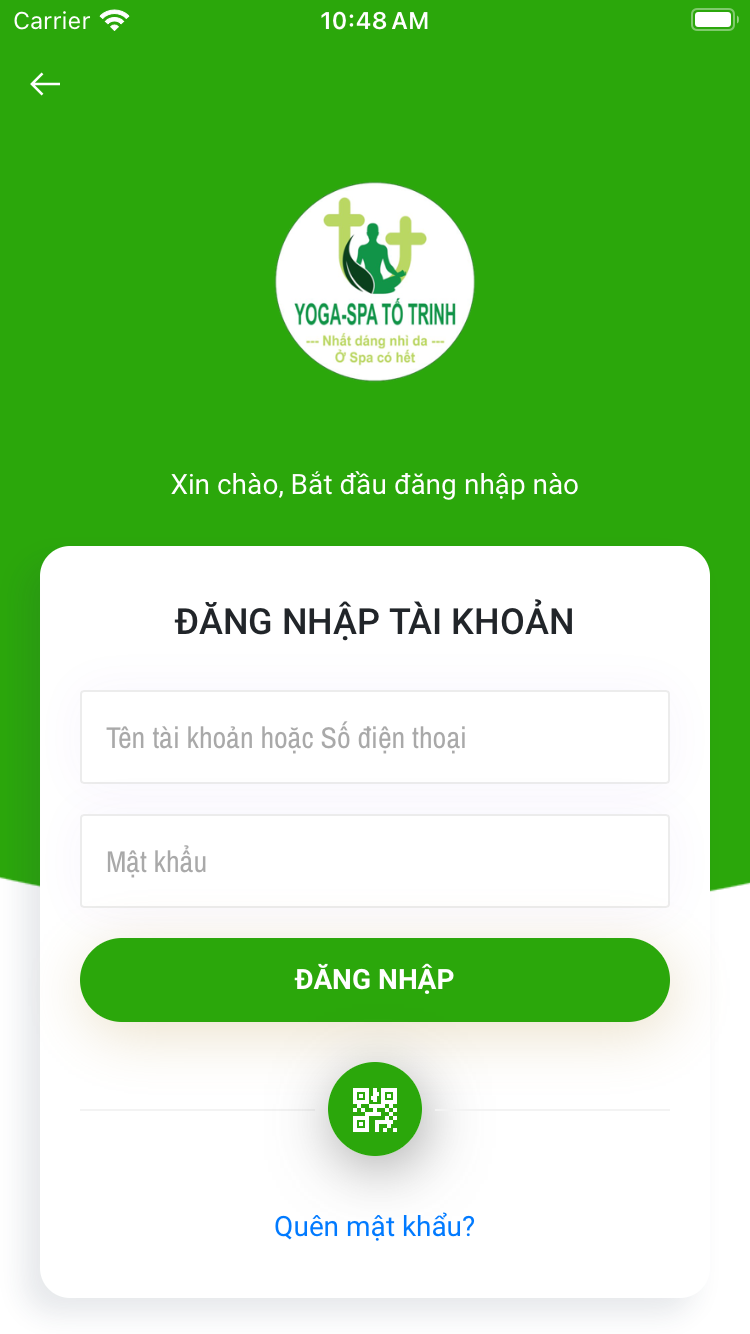 Carrier 10:48 AM
YOGA-SPA TỐ TRINH
--- Nhất dáng nhì da ---
Ở Spa có hết
Xin chào, Bắt đầu đăng nhập nào
ĐĂNG NHẬP TÀI KHOẢN
Tên tài khoản hoặc Số điện thoại
Mật khẩu
ĐĂNG NHẬP
Quên mật khẩu?